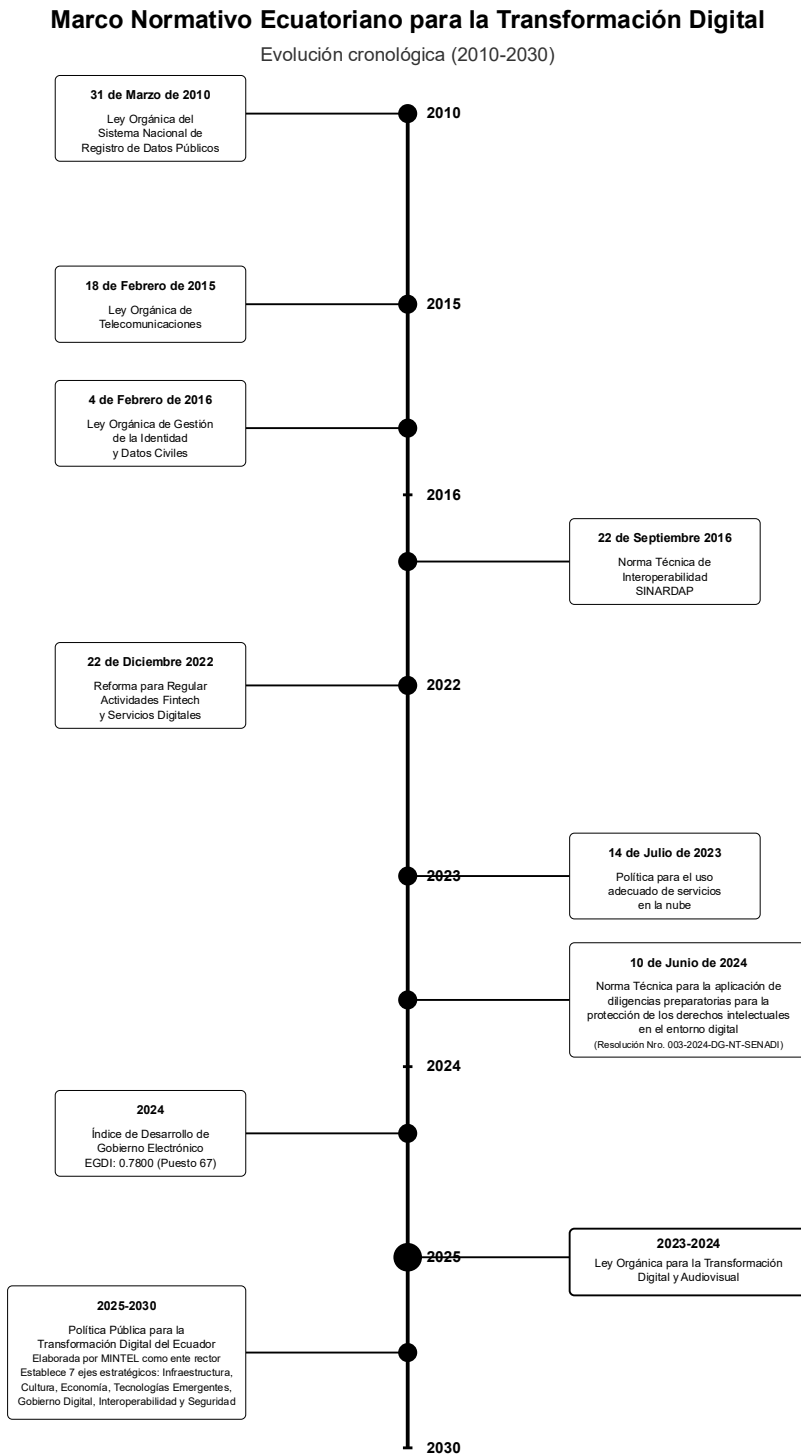 Marco Normativo Ecuatoriano para la Transformación Digital
Evolución cronológica (2010-2030)
31 de Marzo de 2010
Ley Orgánica del
Sistema Nacional de
Registro de Datos Públicos
2010
18 de Febrero de 2015
Ley Orgánica de
Telecomunicaciones
2015
4 de Febrero de 2016
Ley Orgánica de Gestión
de la Identidad
y Datos Civiles
2016
22 de Septiembre 2016
Norma Técnica de
Interoperabilidad
SINARDAP
22 de Diciembre 2022
Reforma para Regular
Actividades Fintech
y Servicios Digitales
2022
14 de Julio de 2023
Política para el uso
adecuado de servicios
en la nube
2023
10 de Junio de 2024
Norma Técnica para la aplicación de
diligencias preparatorias para la
protección de los derechos intelectuales
en el entorno digital
(Resolución Nro. 003-2024-DG-NT-SENADI)
2024
2024
Índice de Desarrollo de
Gobierno Electrónico
EGDI: 0.7800 (Puesto 67)
2025
2023-2024
Ley Orgánica para la Transformación
Digital y Audiovisual
2025-2030
Política Pública para la
Transformación Digital del Ecuador
Elaborada por MINTEL como ente rector
Establece 7 ejes estratégicos: Infraestructura,
Cultura, Economía, Tecnologías Emergentes,
Gobierno Digital, Interoperabilidad y Seguridad
2030